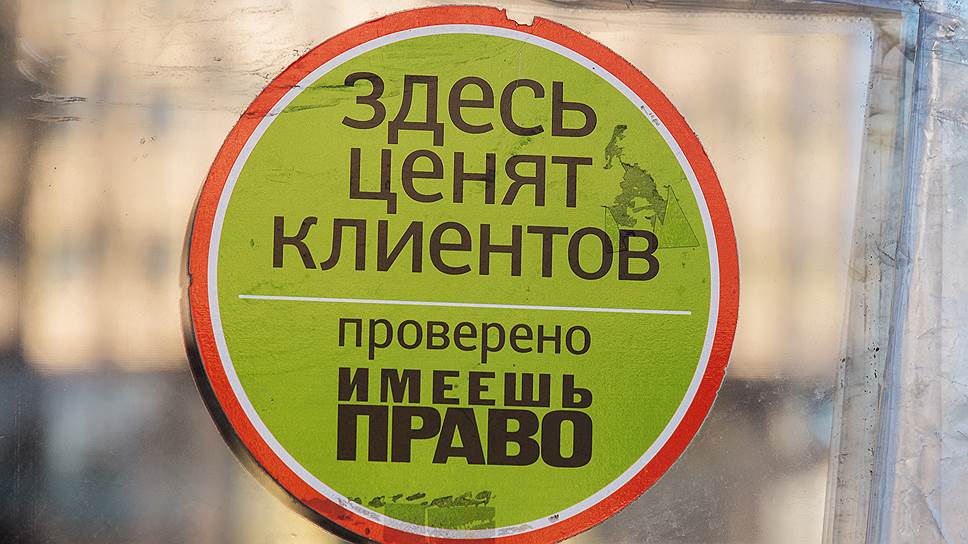 здесь
ценят
клиентов
проверено
ИМЕЕШЬ
ПРАВО